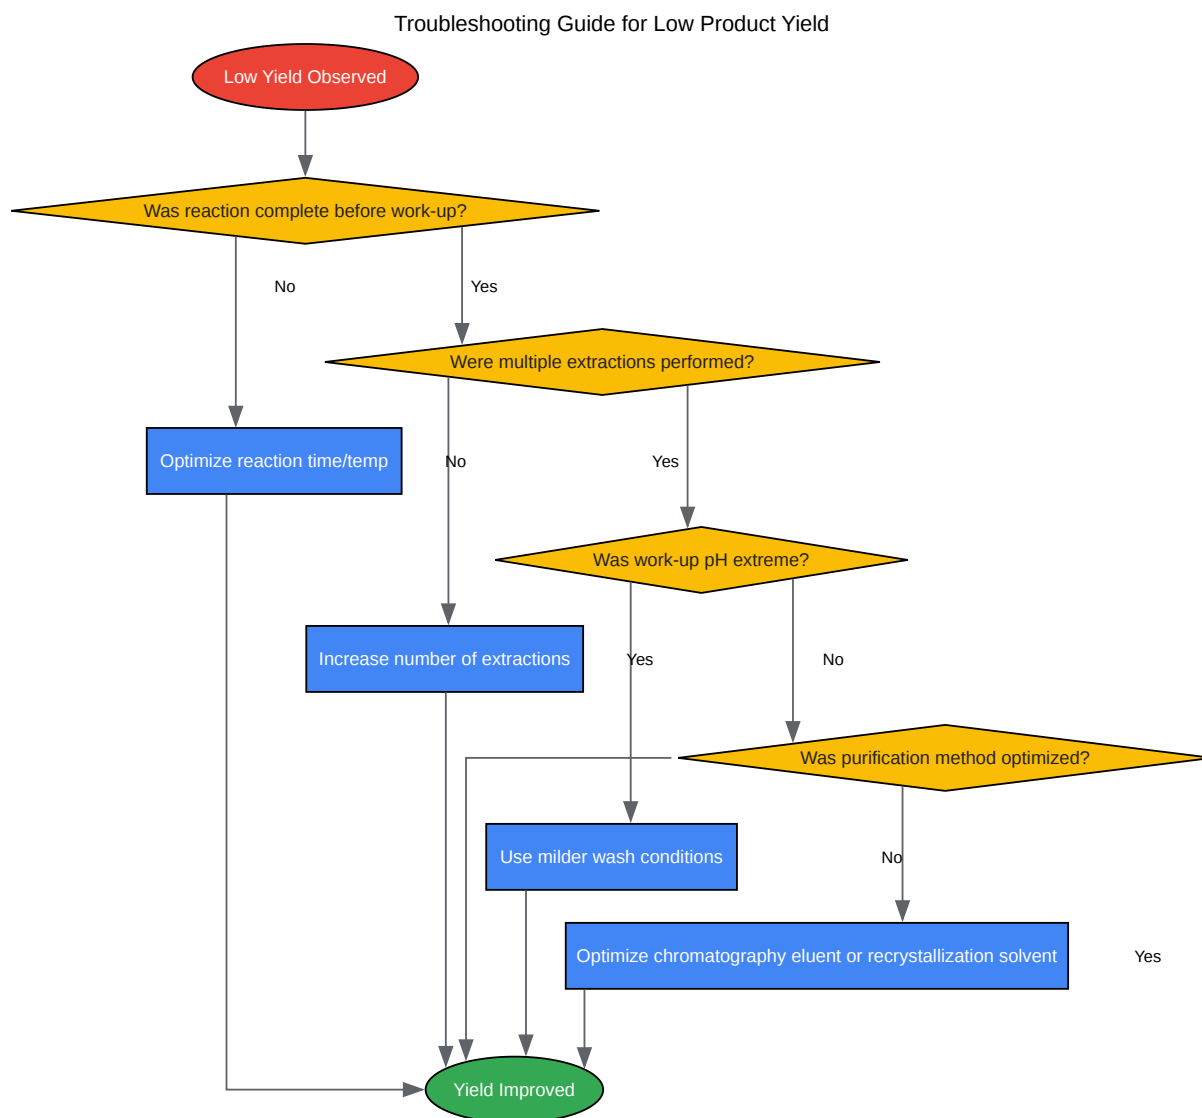 Troubleshooting Guide for Low Product Yield
Low Yield Observed
Was reaction complete before work-up?
No
Yes
Were multiple extractions performed?
Optimize reaction time/temp
No
Yes
Was work-up pH extreme?
Increase number of extractions
Yes
No
Was purification method optimized?
Use milder wash conditions
No
Optimize chromatography eluent or recrystallization solvent
Yes
Yield Improved